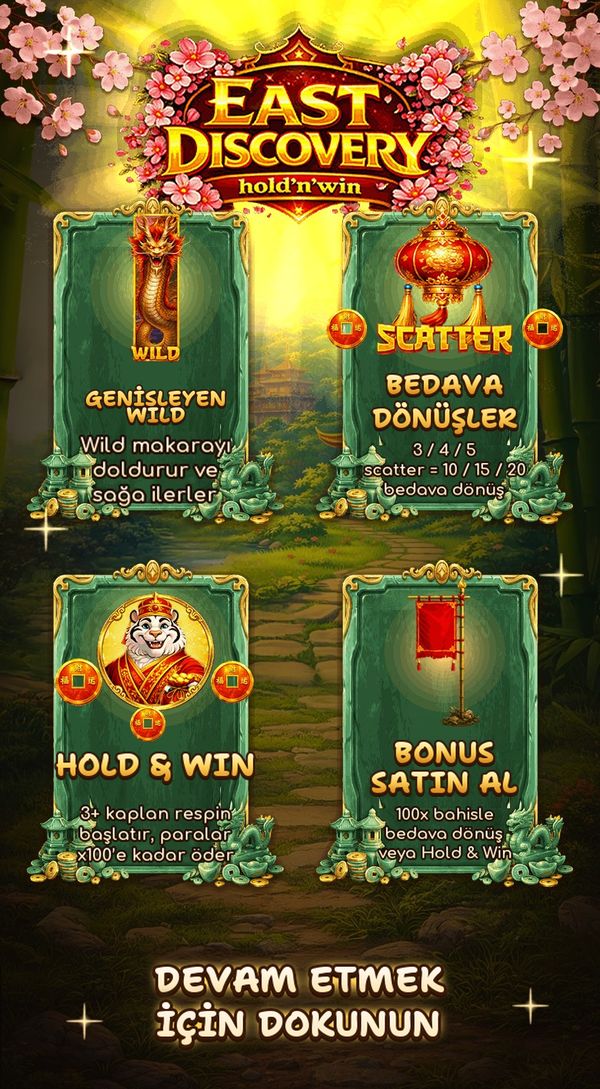 EAST
DISCOVERY
hold'n'win
WILD
GENİSLEYEN
WILD
Wild makarayı
doldurur ve
sağa ilerler
SCATTER
BEDAVA
DÖNÜŞLER
3 / 4 / 5
scatter = 10 / 15 / 20
bedava dönüş
HOLD & WIN
3+ kaplan respin
başlatır, paralar
x100'e kadar öder
BONUS
SATIN AL
100x bahisle
bedava dönüş
veya Hold & Win
DEVAM ETMEK
İÇİN DOKUNUN